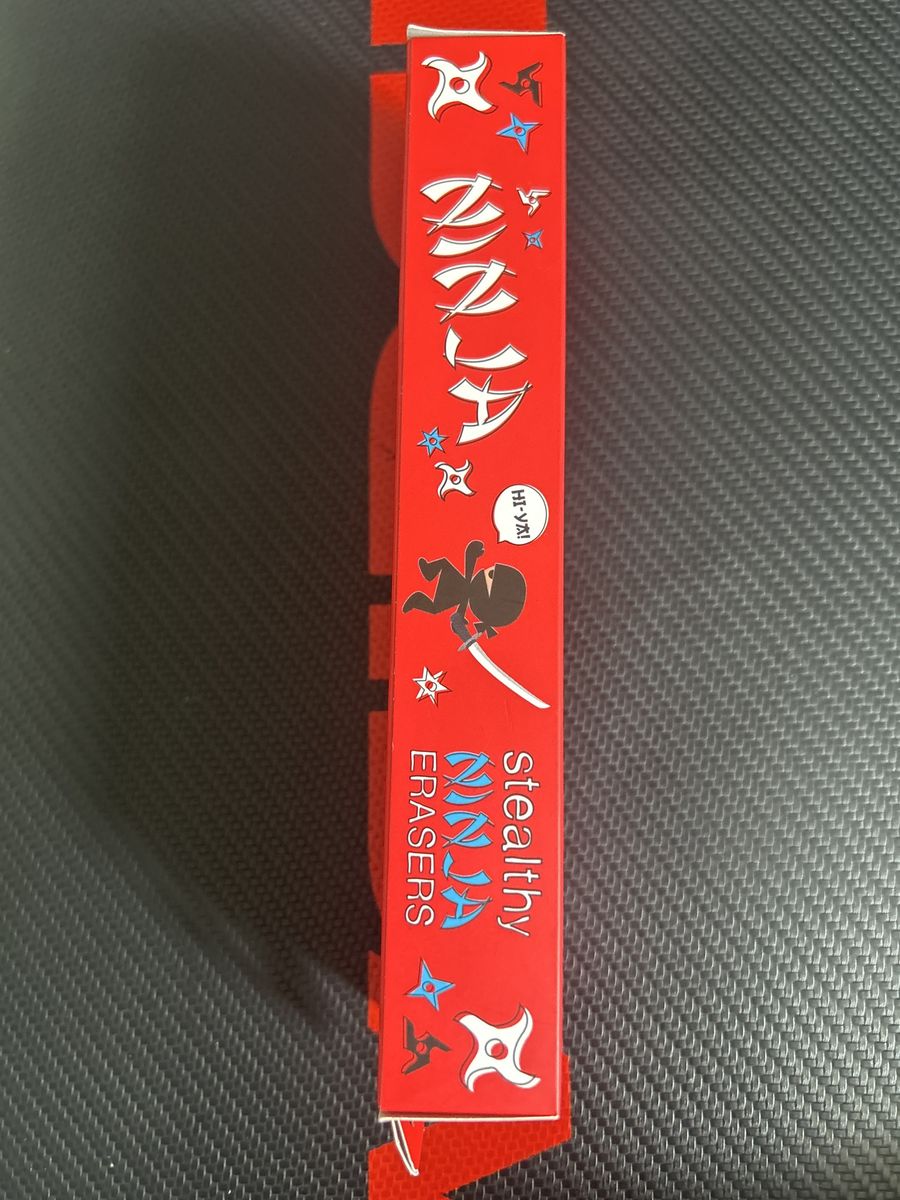 NINJA
HI-YA!
stealthy
NINJA
ERASERS